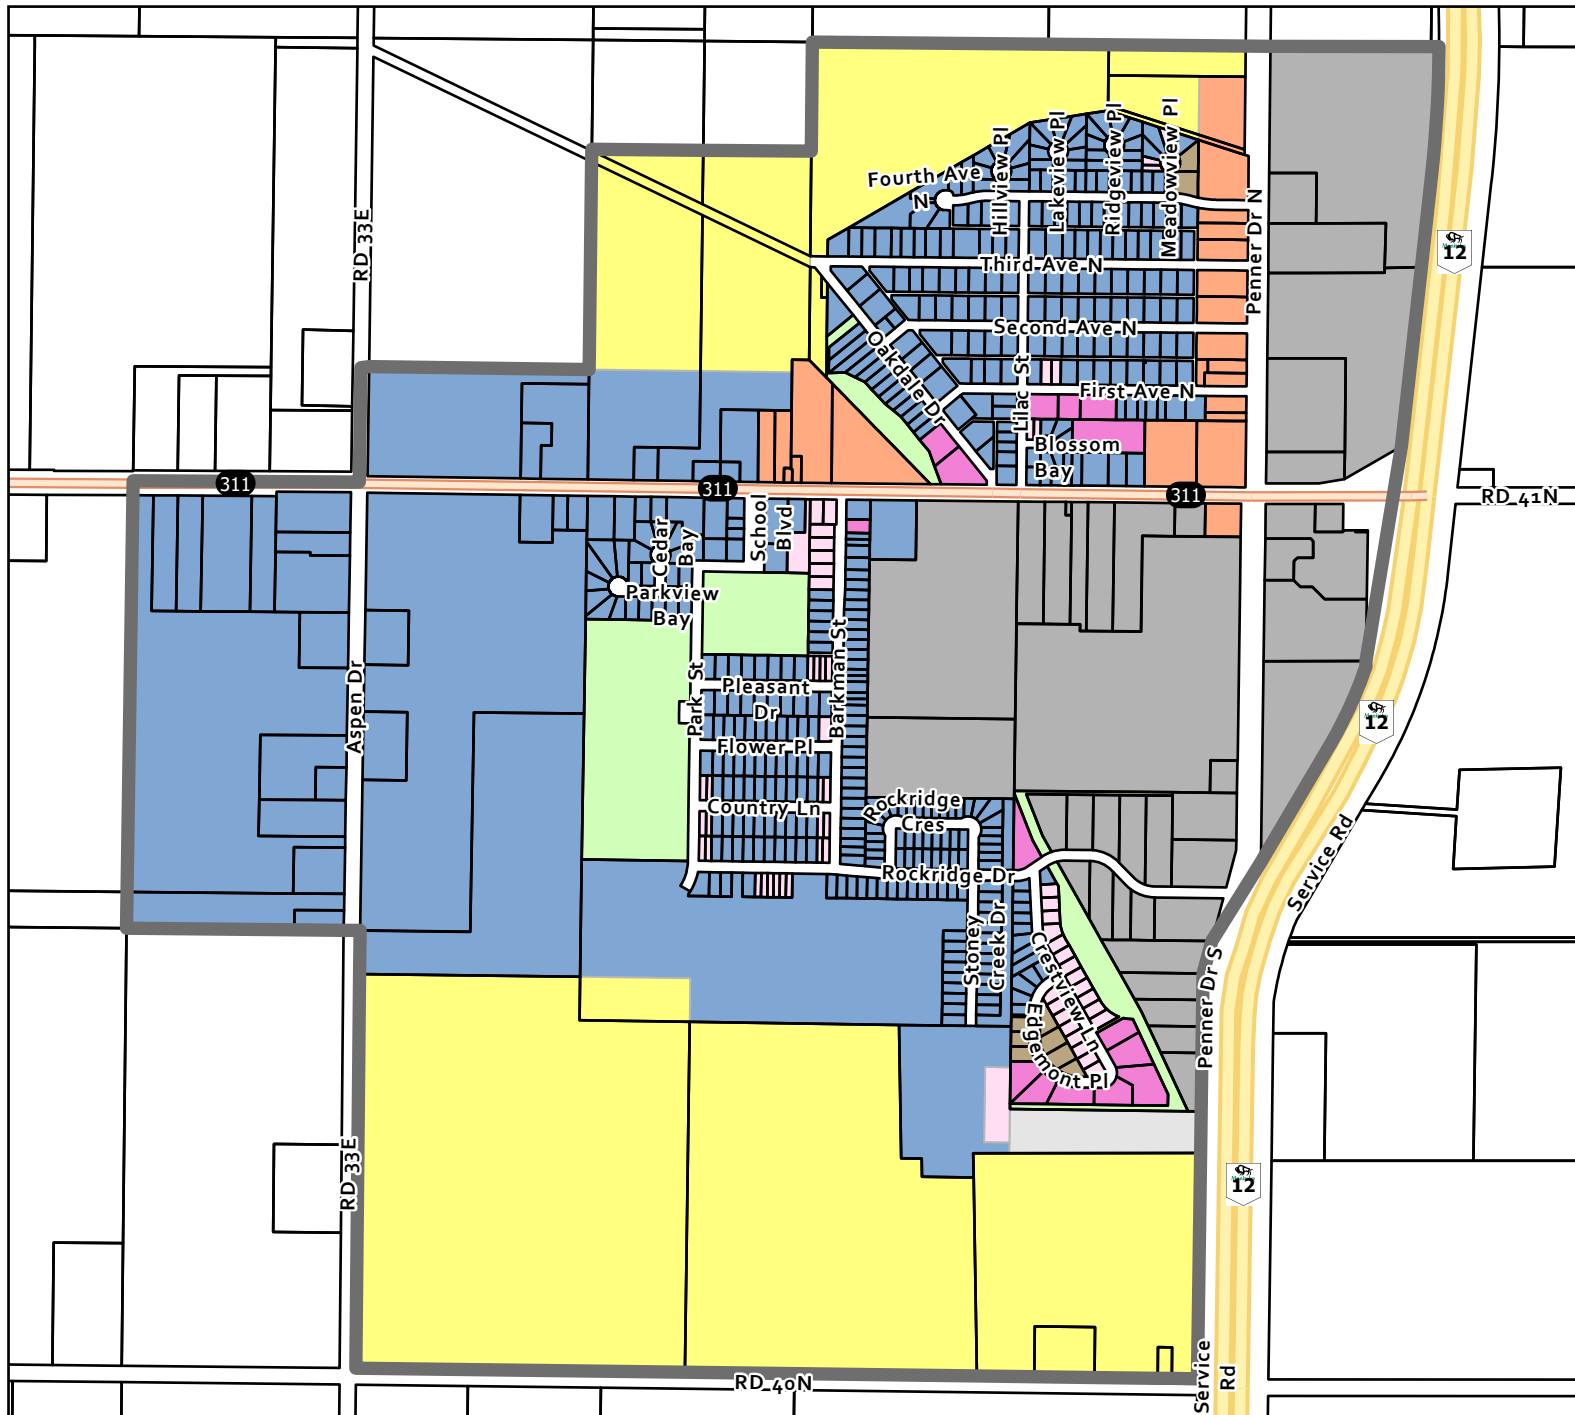 Hillview Pl
Lakeview Pl
Ridgeview Pl
Meadowview Pl
Fourth Ave
N
RD 33E
Penner Dr N
12
Third Ave N
Second Ave N
Oakdale Dr
Lilac St
First Ave N
Blossom
Bay
311
311
311
RD 41N
School
Blvd
Cedar
Bay
Parkview
Bay
Barkman St
Park St
Pleasant
Dr
Aspen Dr
12
Flower Pl
Country Ln
Rockridge
Cres
Rockridge Dr
Service Rd
Stoney
Creek Dr
Crestview Ln
Edgemont Pl
Penner Dr S
RD 33E
12
RD 40N
Service
Rd